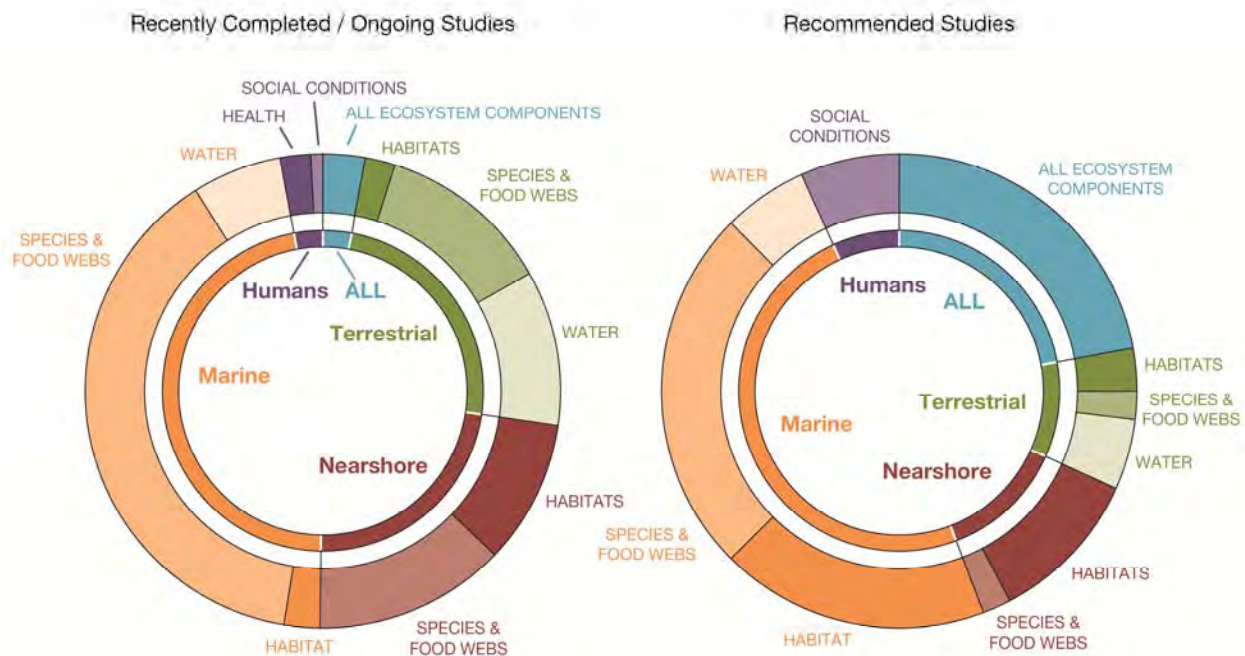 Recently Completed / Ongoing Studies
SOCIAL CONDITIONS
HEALTH
ALL ECOSYSTEM COMPONENTS
WATER
HABITATS
SPECIES &
FOOD WEBS
SPECIES &
FOOD WEBS
Humans
ALL
Terrestrial
WATER
Marine
Nearshore
HABITATS
SPECIES &
FOOD WEBS
HABITAT
Recommended Studies
SOCIAL
CONDITIONS
WATER
ALL ECOSYSTEM
COMPONENTS
Humans
ALL
HABITATS
Terrestrial
SPECIES &
FOOD WEBS
Marine
WATER
Nearshore
SPECIES &
FOOD WEBS
HABITATS
SPECIES &
FOOD WEBS
HABITAT